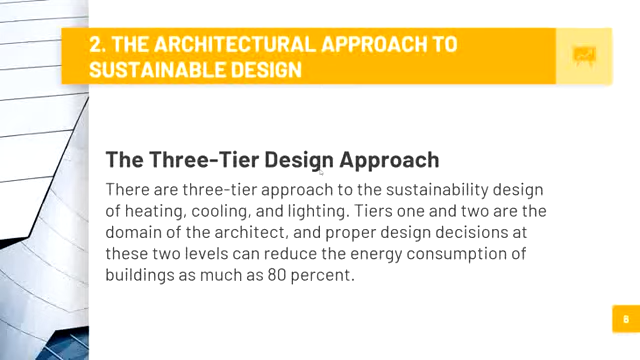 2. THE ARCHITECTURAL APPROACH TO
SUSTAINABLE DESIGN
The Three-Tier Design Approach
There are three-tier approach to the sustainability design
of heating, cooling, and lighting. Tiers one and two are the
domain of the architect, and proper design decisions at
these two levels can reduce the energy consumption of
buildings as much as 80 percent.
8